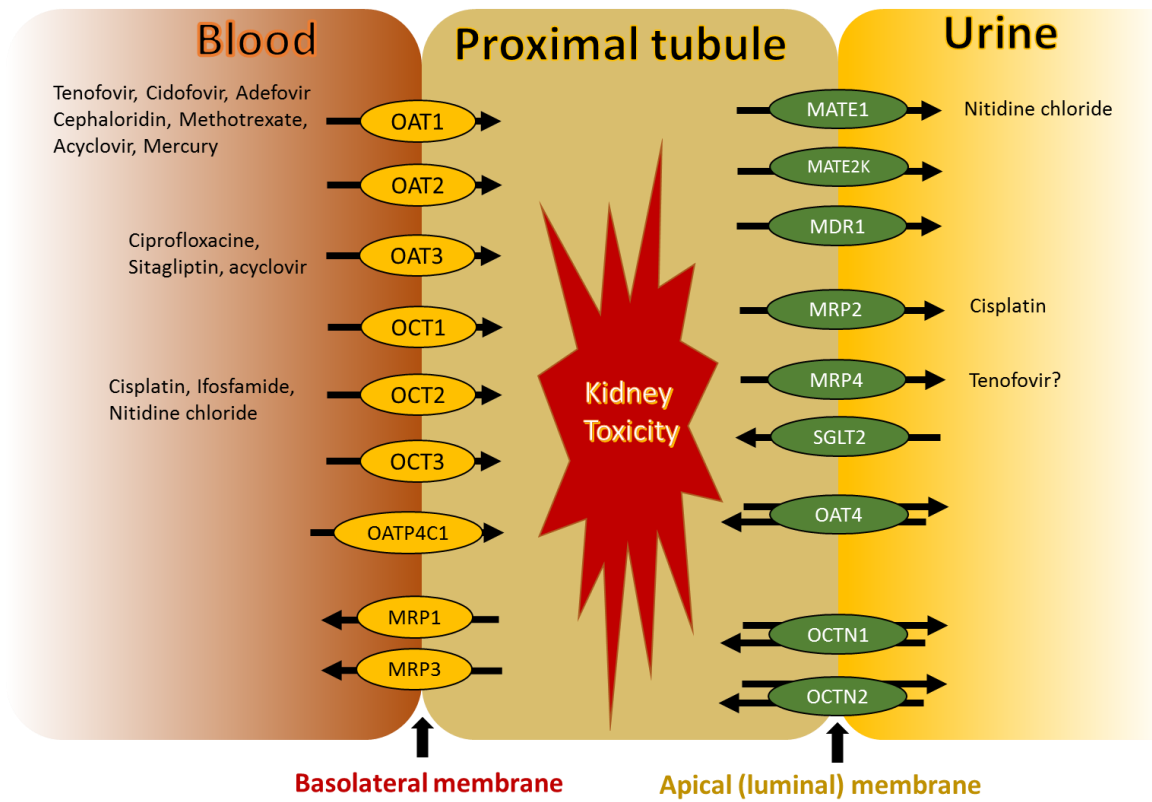 Blood
Proximal tubule
Urine
Tenofovir, Cidofovir, Adefovir
Cephaloridin, Methotrexate,
Acyclovir, Mercury
OAT1
OAT2
Ciprofloxacine,
Sitagliptin, acyclovir
OAT3
OCT1
Cisplatin, Ifosfamide,
Nitidine chloride
OCT2
OCT3
OATP4C1
MRP1
MRP3
Kidney
Toxicity
MATE1
Nitidine chloride
MATE2K
MDR1
MRP2
Cisplatin
MRP4
Tenofovir?
SGLT2
OAT4
OCTN1
OCTN2
Basolateral membrane
Apical (luminal) membrane